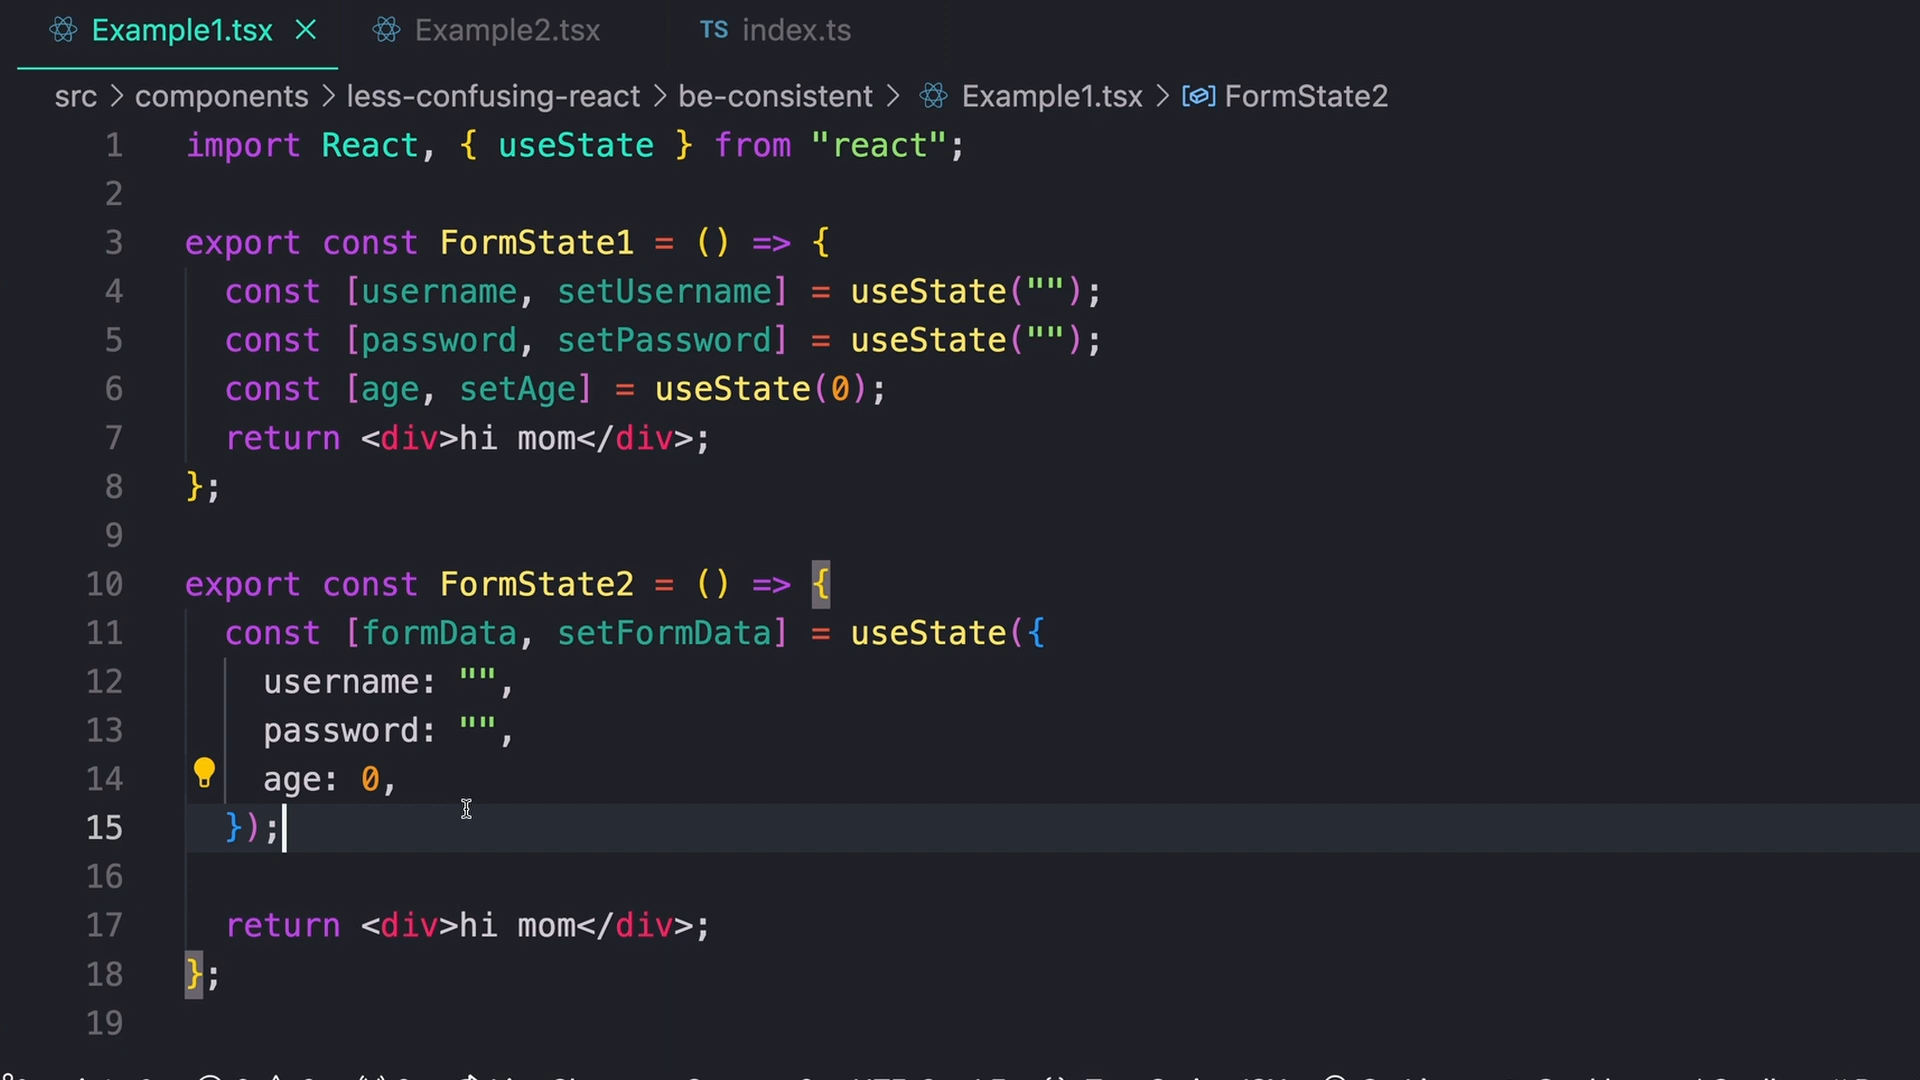 Example1.tsx Example2.tsx TS index.ts
src > components > less-confusing-react > be-consistent > Example1.tsx > FormState2
1 import React, { useState } from "react";
2
3 export const FormState1 = () => {
4 const [username, setUsername] = useState("");
5 const [password, setPassword] = useState("");
6 const [age, setAge] = useState(0);
7 return <div>hi mom</div>;
8 };
9
10 export const FormState2 = () => {
11 const [formData, setFormData] = useState({
12 username: "",
13 password: "",
14 age: 0,
15 });
16
17 return <div>hi mom</div>;
18 };
19